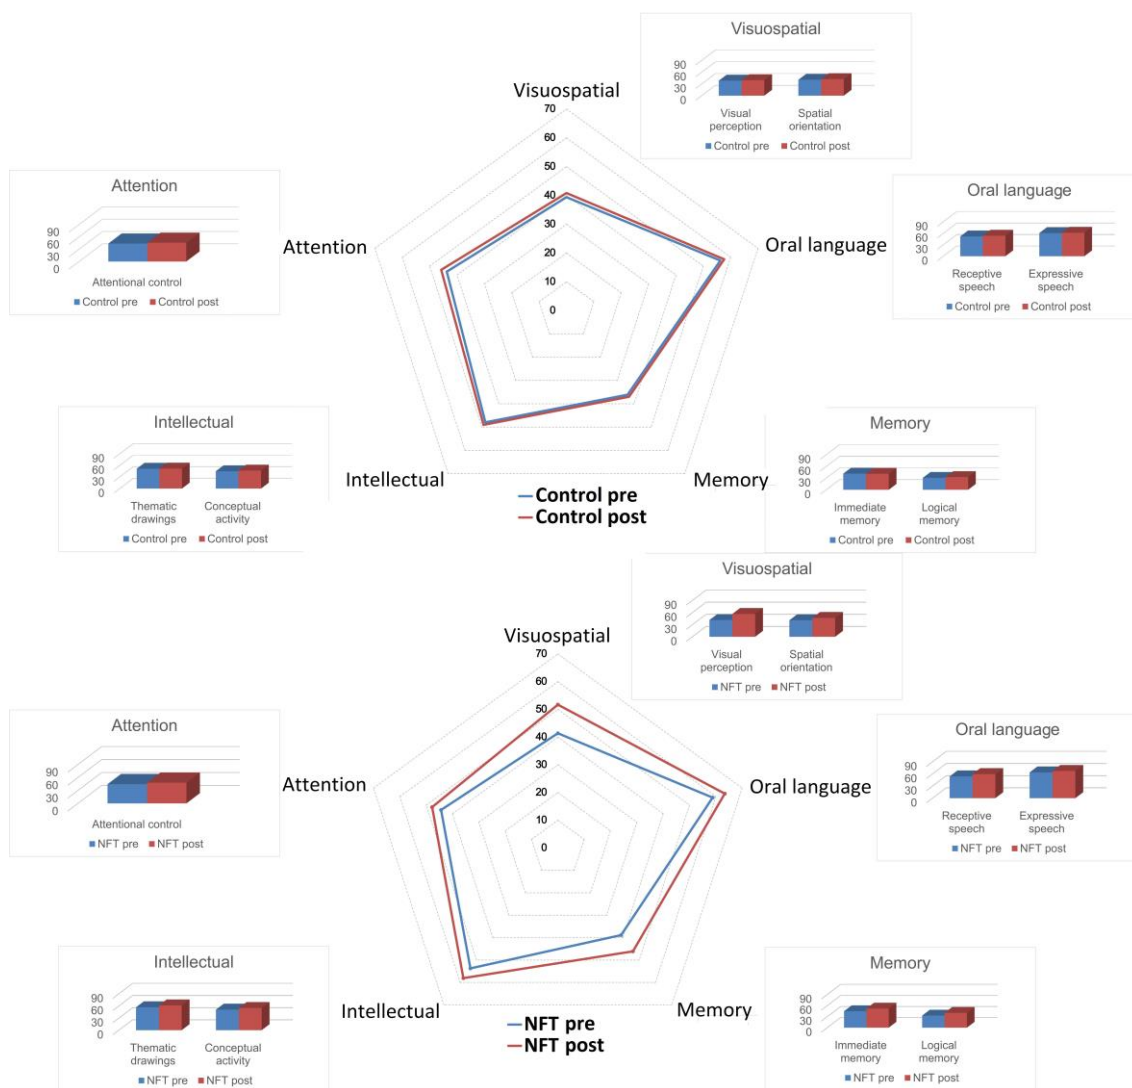 Visuospatial
90
60
30
0
Visual perception
Spatial orientation
Control pre
Control post
Visuospatial
70
60
50
40
30
20
10
0
Attention
90
60
30
0
Attentional control
Control pre
Control post
Attention
Oral language
Oral language
90
60
30
0
Receptive speech
Expressive speech
Control pre
Control post
Intellectual
90
60
30
0
Thematic drawings
Conceptual activity
Control pre
Control post
Intellectual
Memory
Control pre
Control post
Memory
90
60
30
0
Immediate memory
Logical memory
Control pre
Control post
Visuospatial
90
60
30
0
Visual perception
Spatial orientation
NFT pre
NFT post
Visuospatial
70
60
50
40
30
20
10
0
Attention
90
60
30
0
Attentional control
NFT pre
NFT post
Attention
Oral language
Oral language
90
60
30
0
Receptive speech
Expressive speech
NFT pre
NFT post
Intellectual
90
60
30
0
Thematic drawings
Conceptual activity
NFT pre
NFT post
Intellectual
Memory
NFT pre
NFT post
Memory
90
60
30
0
Immediate memory
Logical memory
NFT pre
NFT post